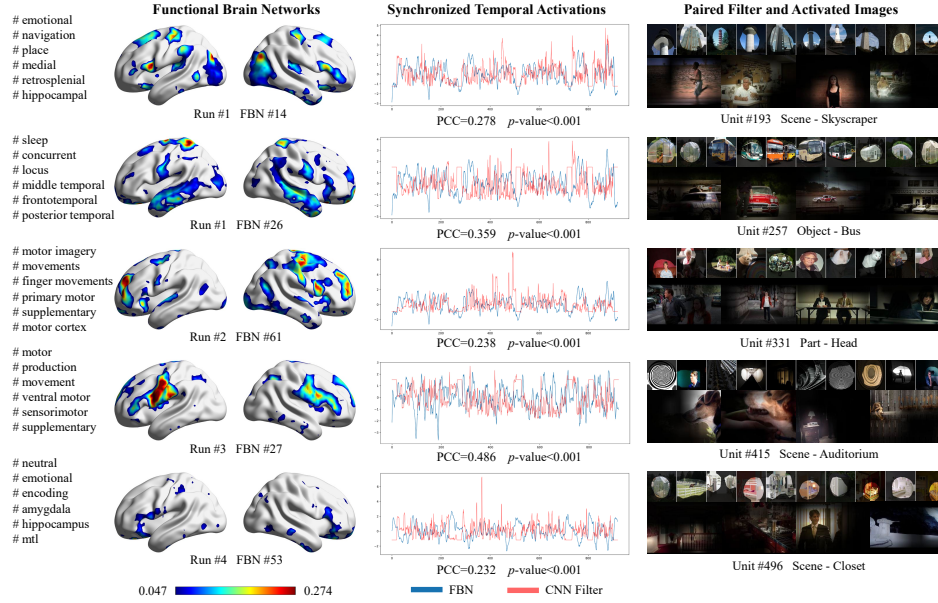 Functional Brain Networks
Synchronized Temporal Activations
Paired Filter and Activated Images
# emotional
# navigation
# place
# medial
# retrosplenial
# hippocampal
Run #1 FBN #14
PCC=0.278 p-value<0.001
Unit #193 Scene - Skyscraper
# sleep
# concurrent
# locus
# middle temporal
# frontotemporal
# posterior temporal
Run #1 FBN #26
PCC=0.359 p-value<0.001
Unit #257 Object - Bus
# motor imagery
# movements
# finger movements
# primary motor
# supplementary
# motor cortex
Run #2 FBN #61
PCC=0.238 p-value<0.001
Unit #331 Part - Head
# motor
# production
# movement
# ventral motor
# sensorimotor
# supplementary
Run #3 FBN #27
PCC=0.486 p-value<0.001
Unit #415 Scene - Auditorium
# neutral
# emotional
# encoding
# amygdala
# hippocampus
# mtl
Run #4 FBN #53
PCC=0.232 p-value<0.001
Unit #496 Scene - Closet
0.047 0.274
FBN CNN Filter